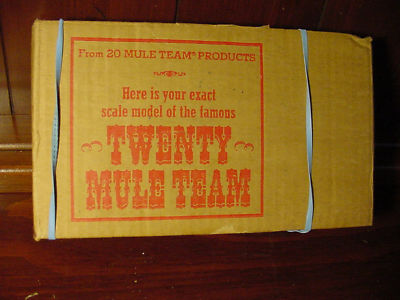 From 20 MULE TEAM® PRODUCTS
Here is your exact
scale model of the famous
TWENTY
MULE TEAM